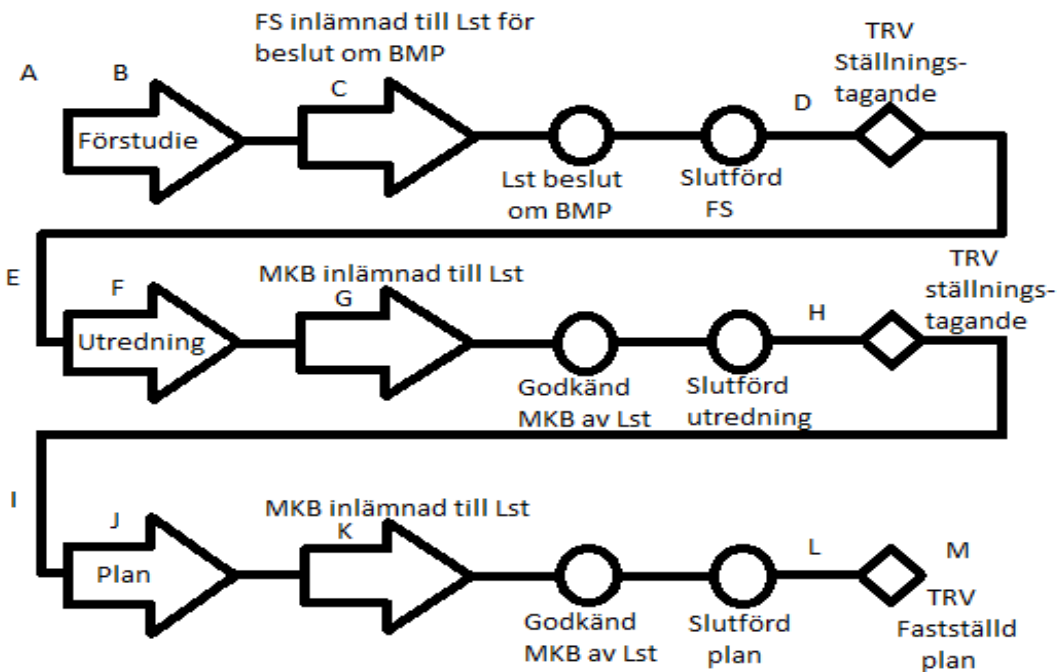 FS inlämnad till Lst för
beslut om BMP
TRV
Ställnings-
tagande
A
B
C
D
Förstudie
Lst beslut
om BMP
Slutförd
FS
E
F
MKB inlämnad till Lst
G
H
TRV
ställnings-
tagande
Utredning
Godkänd
MKB av Lst
Slutförd
utredning
I
J
MKB inlämnad till Lst
K
L
M
Plan
Godkänd
MKB av Lst
Slutförd
plan
TRV
Fastställd
plan